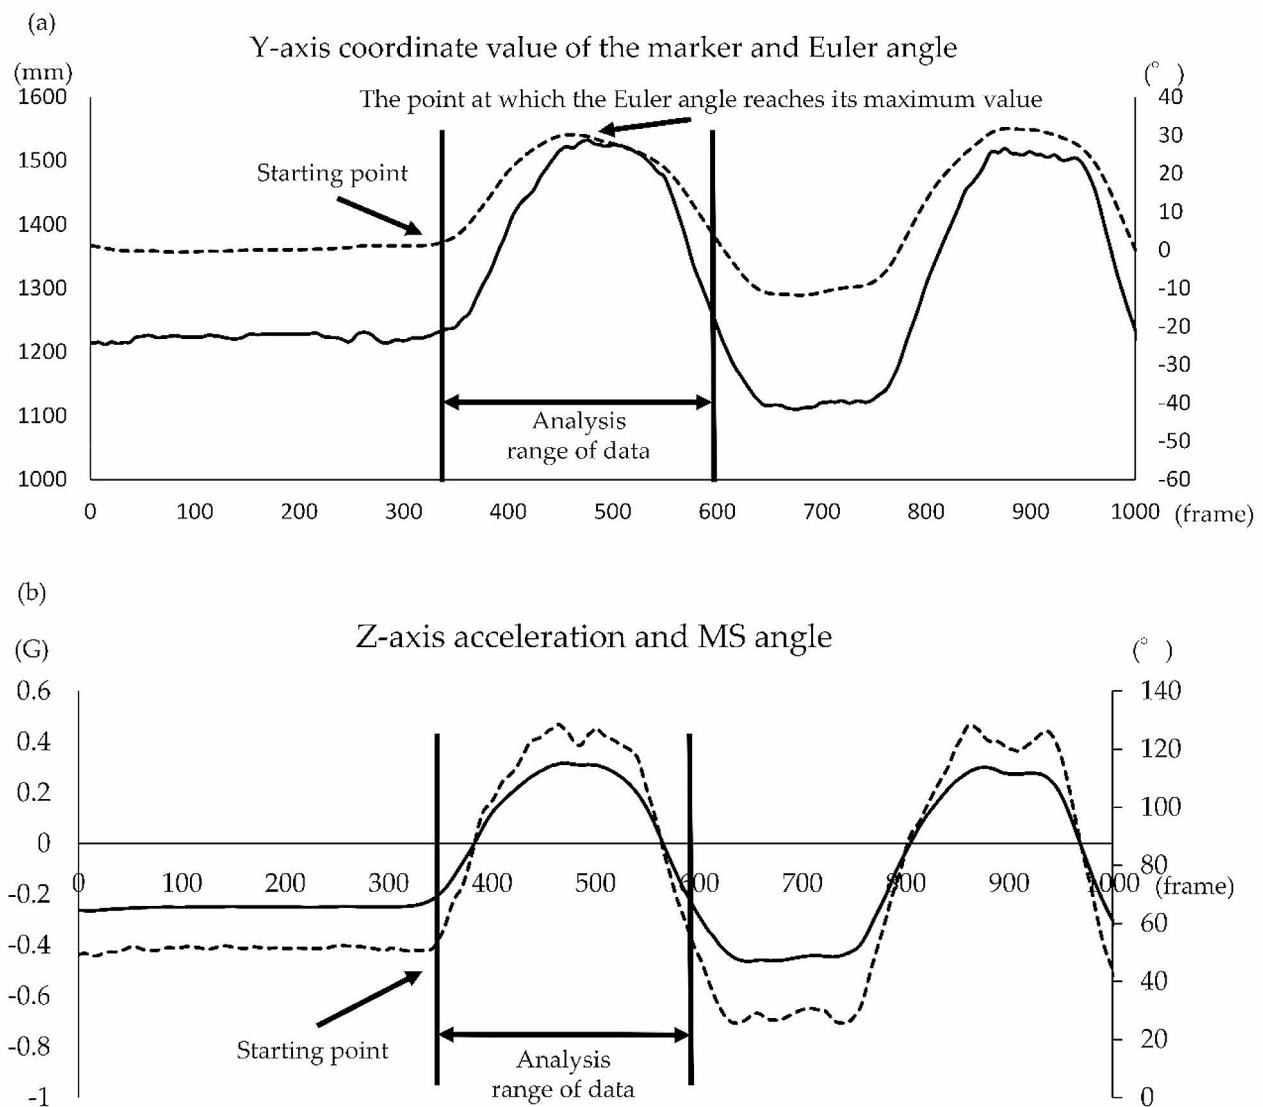 (a)
Y-axis coordinate value of the marker and Euler angle
(mm)
(° )
The point at which the Euler angle reaches its maximum value
1600
1500
1400
1300
1200
1100
1000
40
30
20
10
0
-10
-20
-30
-40
-50
-60
Starting point
Analysis
range of data
0 100 200 300 400 500 600 700 800 900 1000 (frame)
(b)
Z-axis acceleration and MS angle
(G)
(° )
0.6
0.4
0.2
0
-0.2
-0.4
-0.6
-0.8
-1
140
120
100
80
60
40
20
0
0 100 200 300 400 500 600 700 800 900 1000 (frame)
Starting point
Analysis
range of data